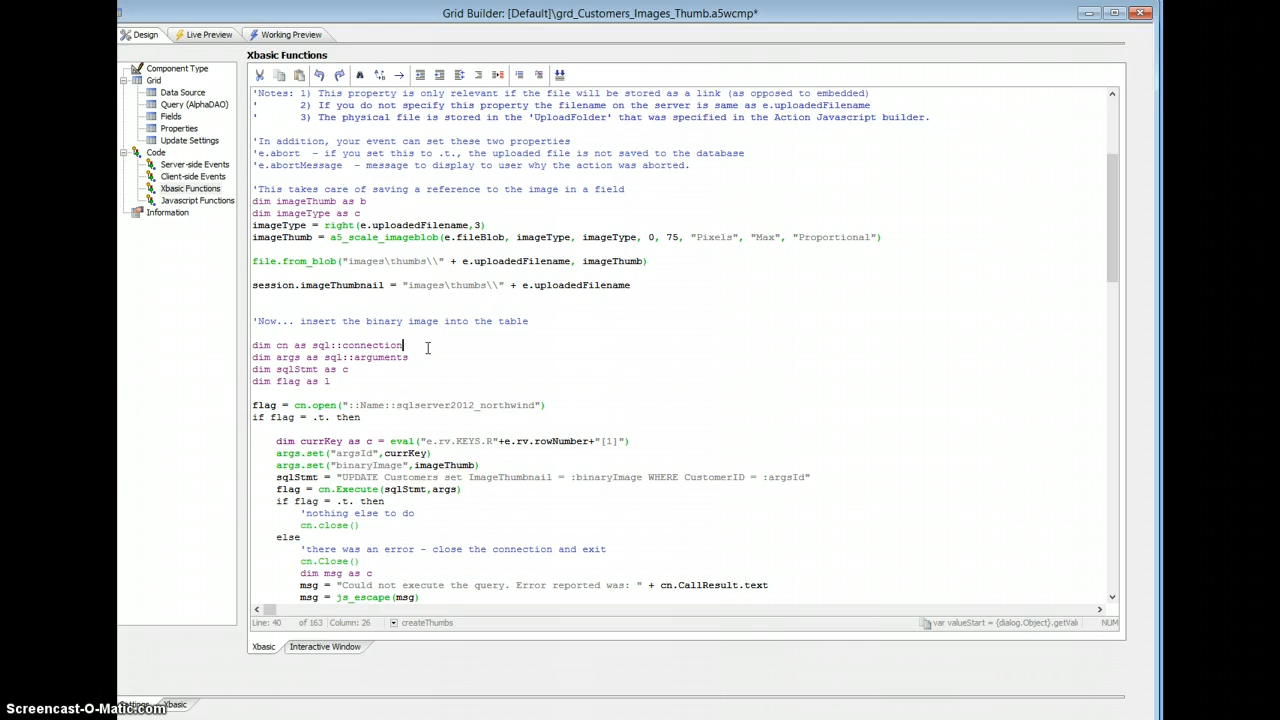 Grid Builder: [Default]\grd_Customers_Images_Thumb.a5wcmp*
Design
Live Preview
Working Preview
Component Type
Grid
Data Source
Query (AlphaDAO)
Fields
Properties
Update Settings
Code
Server-side Events
Client-side Events
Xbasic Functions
Javascript Functions
Information
Xbasic Functions
'Notes: 1) This property is only relevant if the file will be stored as a link (as opposed to embedded)
' 2) If you do not specify this property the filename on the server is same as e.uploadedFilename
' 3) The physical file is stored in the 'UploadFolder' that was specified in the Action Javascript builder.
'In addition, your event can set these two properties
'e.abort - if you set this to .t., the uploaded file is not saved to the database
'e.abortMessage - message to display to user why the action was aborted.
'This takes care of saving a reference to the image in a field
dim imageThumb as b
dim imageType as c
imageType = right(e.uploadedFilename,3)
imageThumb = a5_scale_imageblob(e.fileBlob, imageType, imageType, 0, 75, "Pixels", "Max", "Proportional")
file.from_blob("images\thumbs\\" + e.uploadedFilename, imageThumb)
session.imageThumbnail = "images\thumbs\\" + e.uploadedFilename
'Now... insert the binary image into the table
dim cn as sql::connection
dim args as sql::arguments
dim sqlStmt as c
dim flag as l
flag = cn.open("::Name::sqlserver2012_northwind")
if flag = .t. then
dim currKey as c = eval("e.rv.KEYS.R"+e.rv.rowNumber+"[1]")
args.set("argsId",currKey)
args.set("binaryImage",imageThumb)
sqlStmt = "UPDATE Customers set ImageThumbnail = :binaryImage WHERE CustomerID = :argsId"
flag = cn.Execute(sqlStmt,args)
if flag = .t. then
'nothing else to do
cn.close()
else
'there was an error - close the connection and exit
cn.Close()
dim msg as c
msg = "Could not execute the query. Error reported was: " + cn.CallResult.text
msg = js_escape(msg)
Line: 40 of 163 Column: 26 createThumbs var valueStart = {dialog.Object}.getVal NUM
Xbasic Interactive Window
Xbasic
Screencast-O-Matic.com